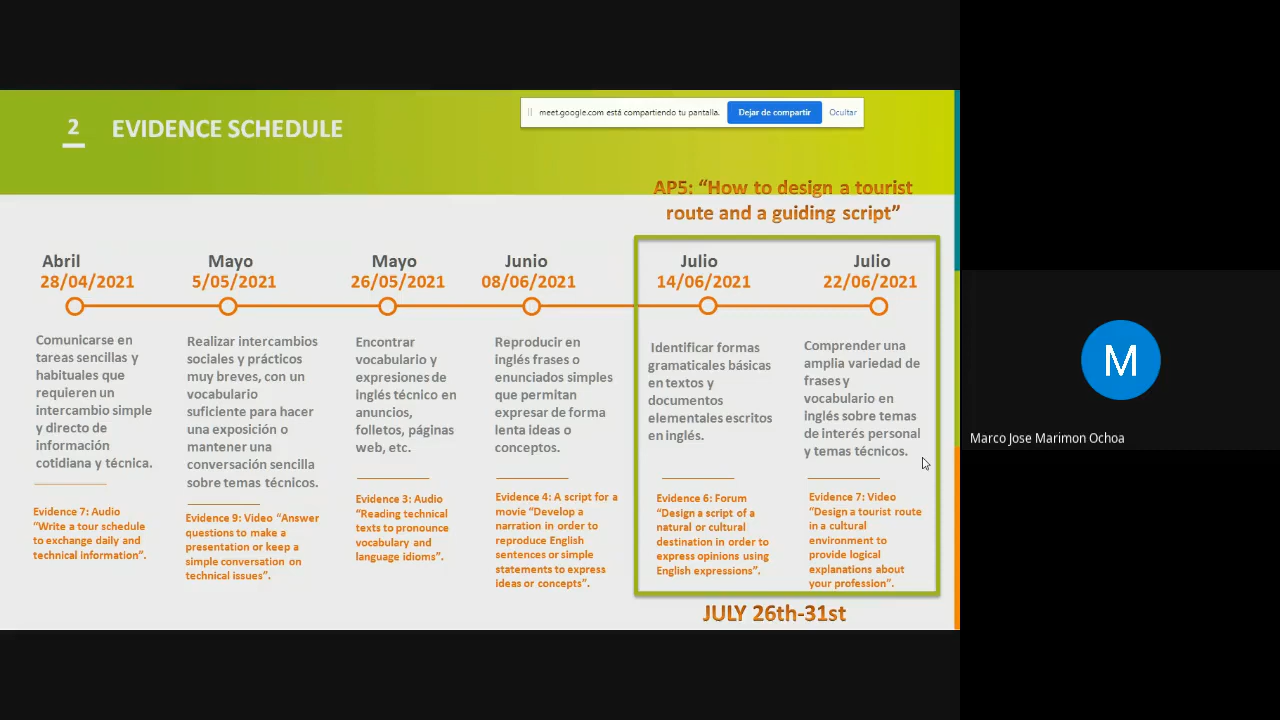 2 EVIDENCE SCHEDULE
meet.google.com está compartiendo tu pantalla. Dejar de compartir Ocultar
AP5: “How to design a tourist
route and a guiding script”
Abril
28/04/2021
Comunicarse en
tareas sencillas y
habituales que
requieren un
intercambio simple
y directo de
información
cotidiana y técnica.
Evidence 7: Audio
“Write a tour schedule
to exchange daily and
technical information”.
Mayo
5/05/2021
Realizar intercambios
sociales y prácticos
muy breves, con un
vocabulario
suficiente para hacer
una exposición o
mantener una
conversación sencilla
sobre temas técnicos.
Evidence 9: Video “Answer
questions to make a
presentation or keep a
simple conversation on
technical issues”.
Mayo
26/05/2021
Encontrar
vocabulario y
expresiones de
inglés técnico en
anuncios,
folletos, páginas
web, etc.
Evidence 3: Audio
“Reading technical
texts to pronounce
vocabulary and
language idioms”.
Junio
08/06/2021
Reproducir en
inglés frases o
enunciados simples
que permitan
expresar de forma
lenta ideas o
conceptos.
Evidence 4: A script for a
movie “Develop a
narration in order to
reproduce English
sentences or simple
statements to express
ideas or concepts”.
Julio
14/06/2021
Identificar formas
gramaticales básicas
en textos y
documentos
elementales escritos
en inglés.
Evidence 6: Forum
“Design a script of a
natural or cultural
destination in order to
express opinions using
English expressions”.
Julio
22/06/2021
Comprender una
amplia variedad de
frases y
vocabulario en
inglés sobre temas
de interés personal
y temas técnicos.
Evidence 7: Video
“Design a tourist route
in a cultural
environment to
provide logical
explanations about
your profession”.
JULY 26th-31st
M
Marco Jose Marimon Ochoa